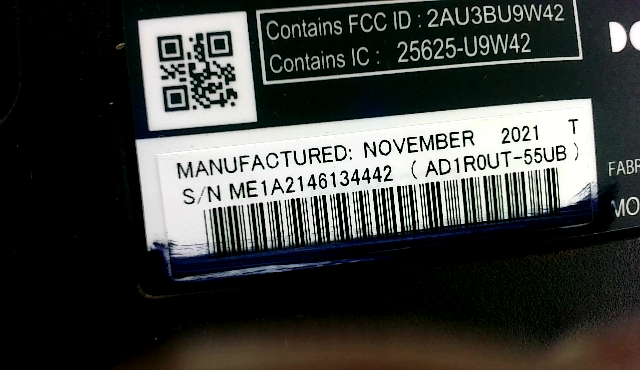 Contains FCC ID : 2AU3BU9W42
Contains IC : 25625-U9W42
MANUFACTURED: NOVEMBER 2021 T
S/N ME1A2146134442 ( AD1R0UT-55UB )
FABR
MO